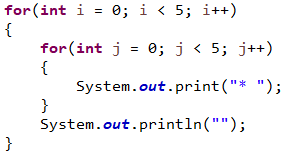 for(int i = 0; i < 5; i++)
{
    for(int j = 0; j < 5; j++)
    {
        System.out.print("* ");
    }
    System.out.println("");
}